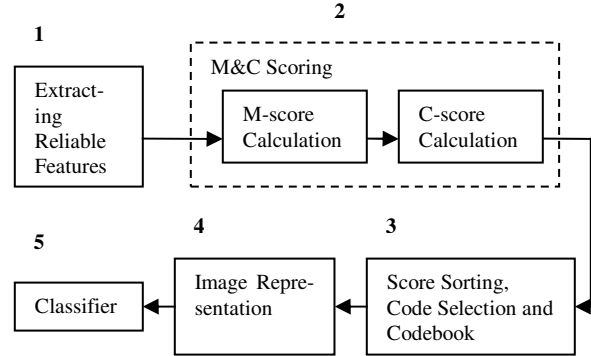 1
2
Extract-
ing
Reliable
Features
M&C Scoring
M-score
Calculation
C-score
Calculation
3
Score Sorting,
Code Selection and
Codebook
4
Image Repre-
sentation
5
Classifier